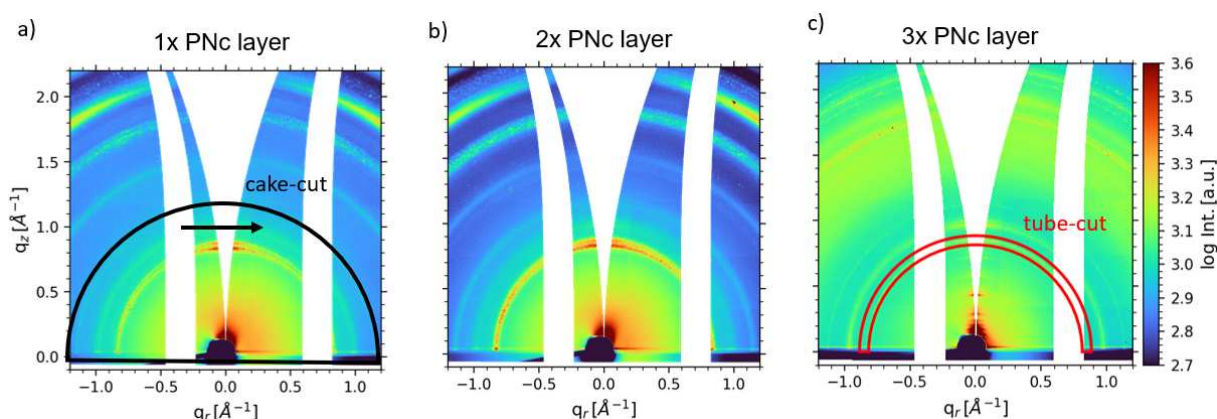 a)
1x PNc layer
b)
2x PNc layer
c)
3x PNc layer
2.0
1.5
1.0
0.5
0.0
q_z [Å⁻¹]
cake-cut
tube-cut
3.6
3.5
3.4
3.3
3.2
3.1
3.0
2.9
2.8
2.7
log Int. [a.u.]
−1.0 −0.5 0.0 0.5 1.0
−1.0 −0.5 0.0 0.5 1.0
−1.0 −0.5 0.0 0.5 1.0
q_r [Å⁻¹]
q_r [Å⁻¹]
q_r [Å⁻¹]